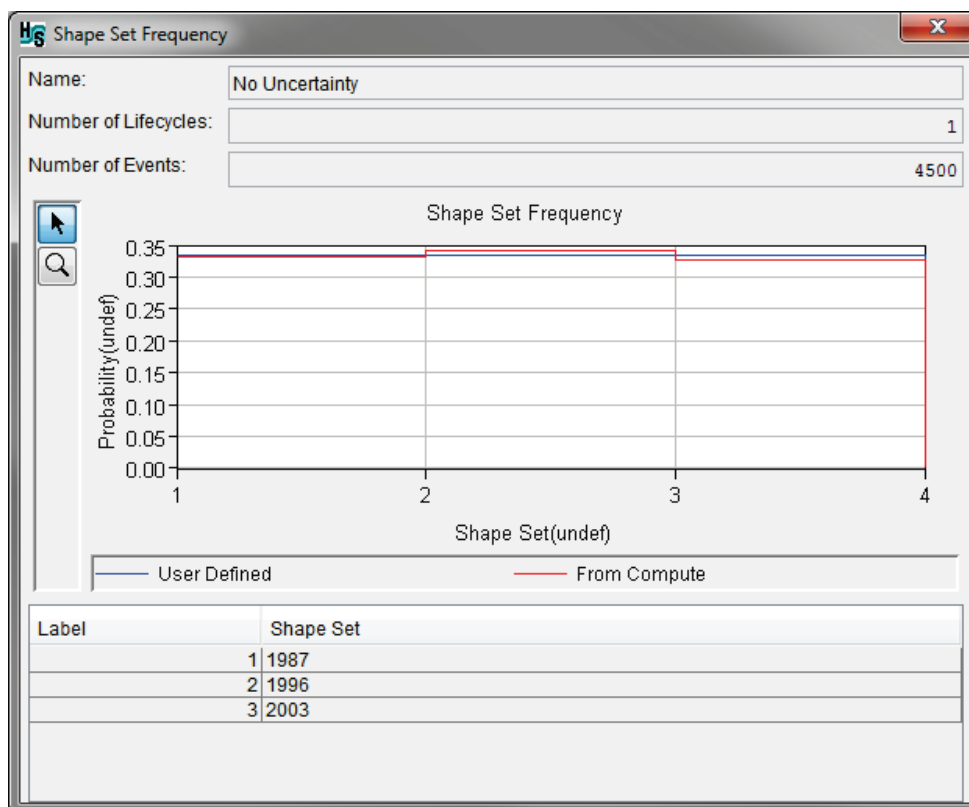 HS Shape Set Frequency X
Name: No Uncertainty
Number of Lifecycles: 1
Number of Events: 4500
Shape Set Frequency
Probability(undef)
0.35
0.30
0.25
0.20
0.15
0.10
0.05
0.00
1 2 3 4
Shape Set(undef)
User Defined From Compute
Label Shape Set
1 1987
2 1996
3 2003